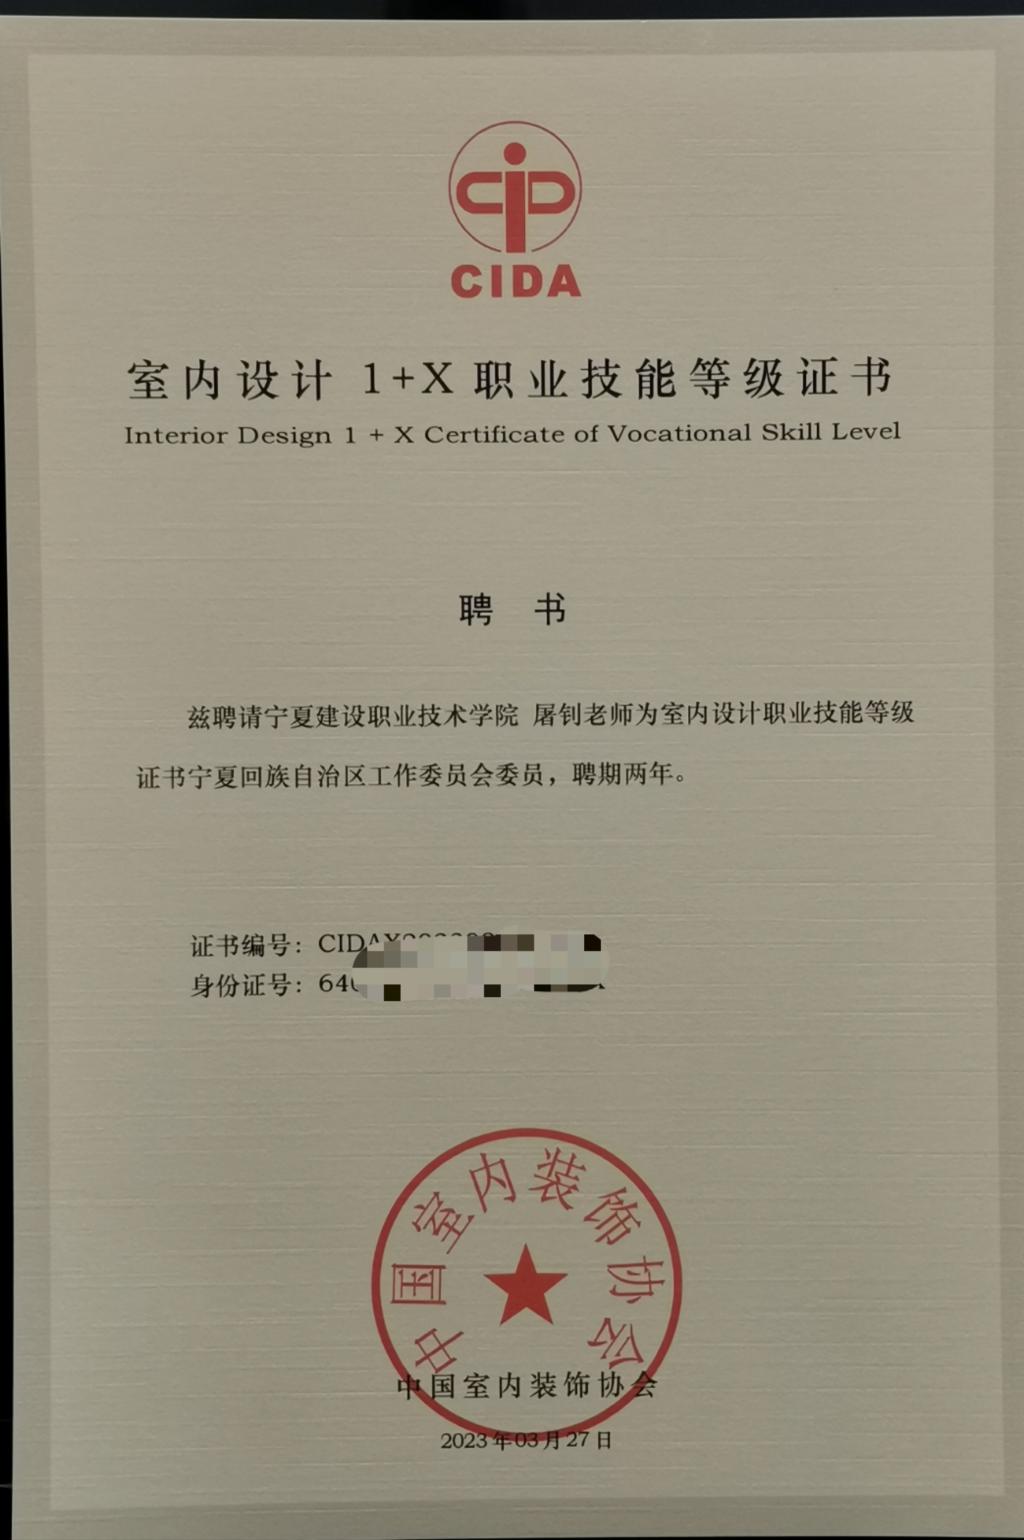 CIDA
室内设计 1+X 职业技能等级证书
Interior Design 1 + X Certificate of Vocational Skill Level
聘 书
兹聘请宁夏建设职业技术学院 屠钊老师为室内设计职业技能等级
证书宁夏回族自治区工作委员会委员，聘期两年。
证书编号：
身份证号：
中国室内装饰协会
中国室内装饰协会
2023年03月27日